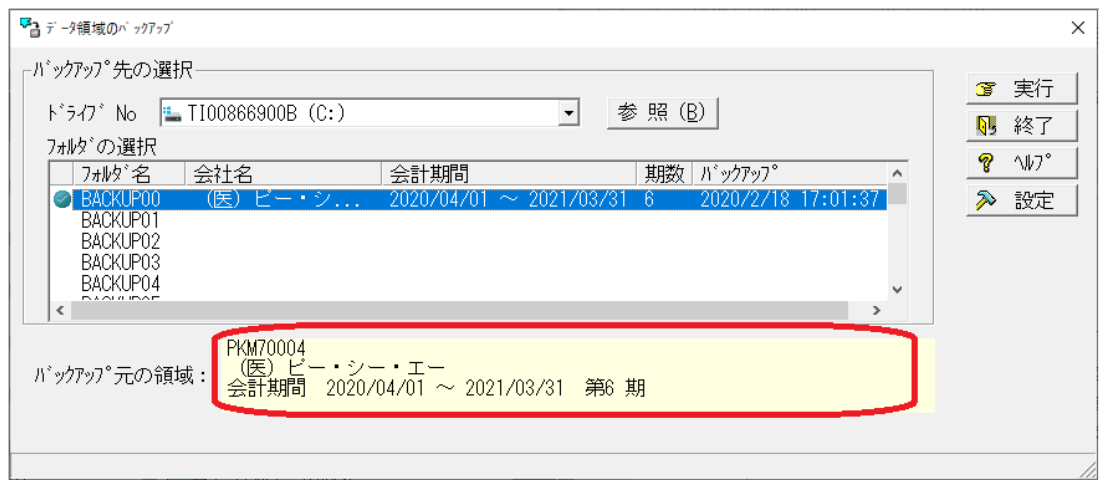 ﾃﾞｰﾀ領域のﾊﾞｯｸｱｯﾌﾟ
ﾊﾞｯｸｱｯﾌﾟ先の選択
ﾄﾞﾗｲﾌﾞ No TI00866900B (C:) 参 照 (B)
ﾌｫﾙﾀﾞの選択
ﾌｫﾙﾀﾞ名 会社名 会計期間 期数 ﾊﾞｯｸｱｯﾌﾟ
BACKUP00 (医) ビー・シ... 2020/04/01 ～ 2021/03/31 6 2020/2/18 17:01:37
BACKUP01
BACKUP02
BACKUP03
BACKUP04
実行
終了
ﾍﾙﾌﾟ
設定
ﾊﾞｯｸｱｯﾌﾟ元の領域：
PKM70004
(医) ビー・シー・エー
会計期間 2020/04/01 ～ 2021/03/31 第6 期